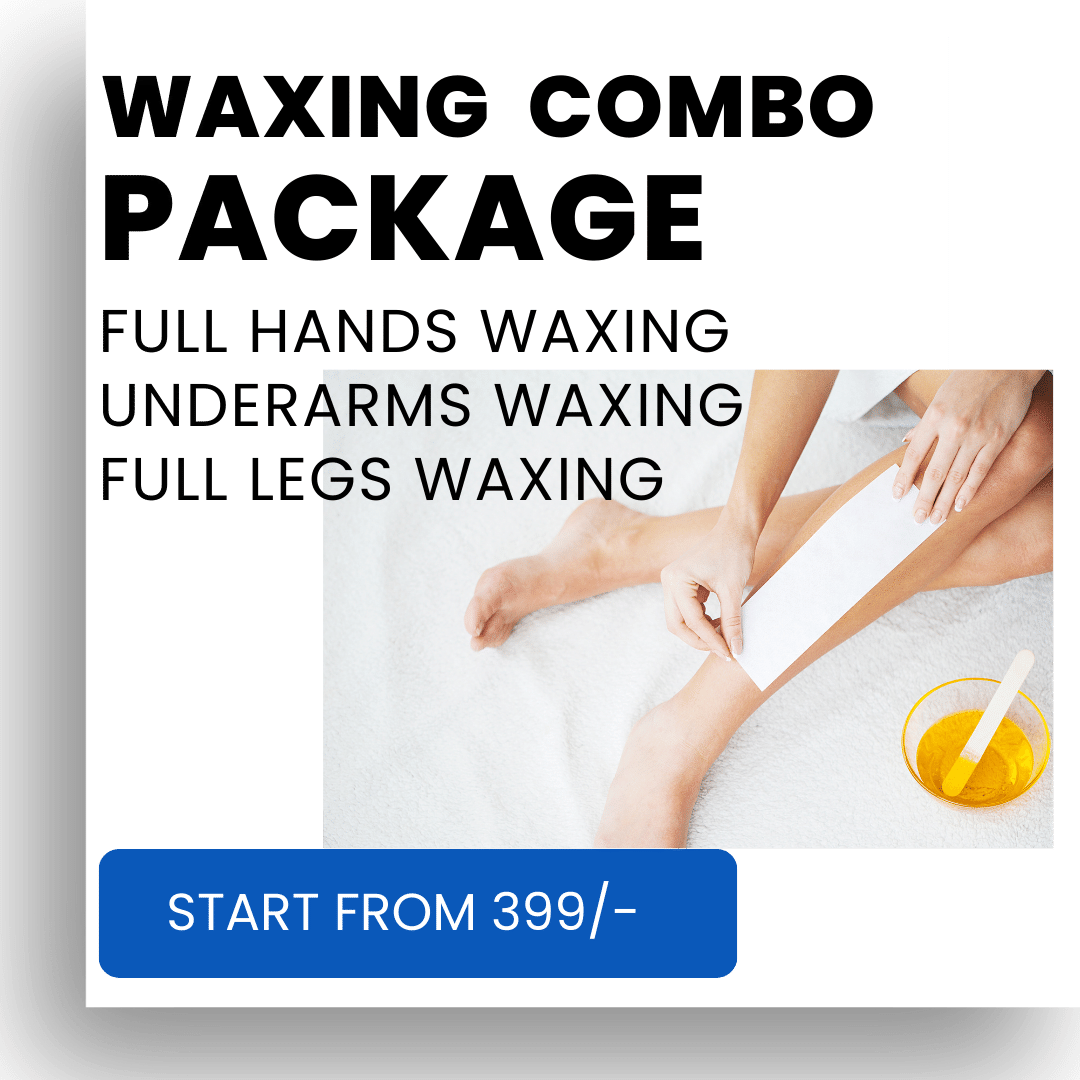 WAXING COMBO
PACKAGE
FULL HANDS WAXING
UNDERARMS WAXING
FULL LEGS WAXING
START FROM 399/-